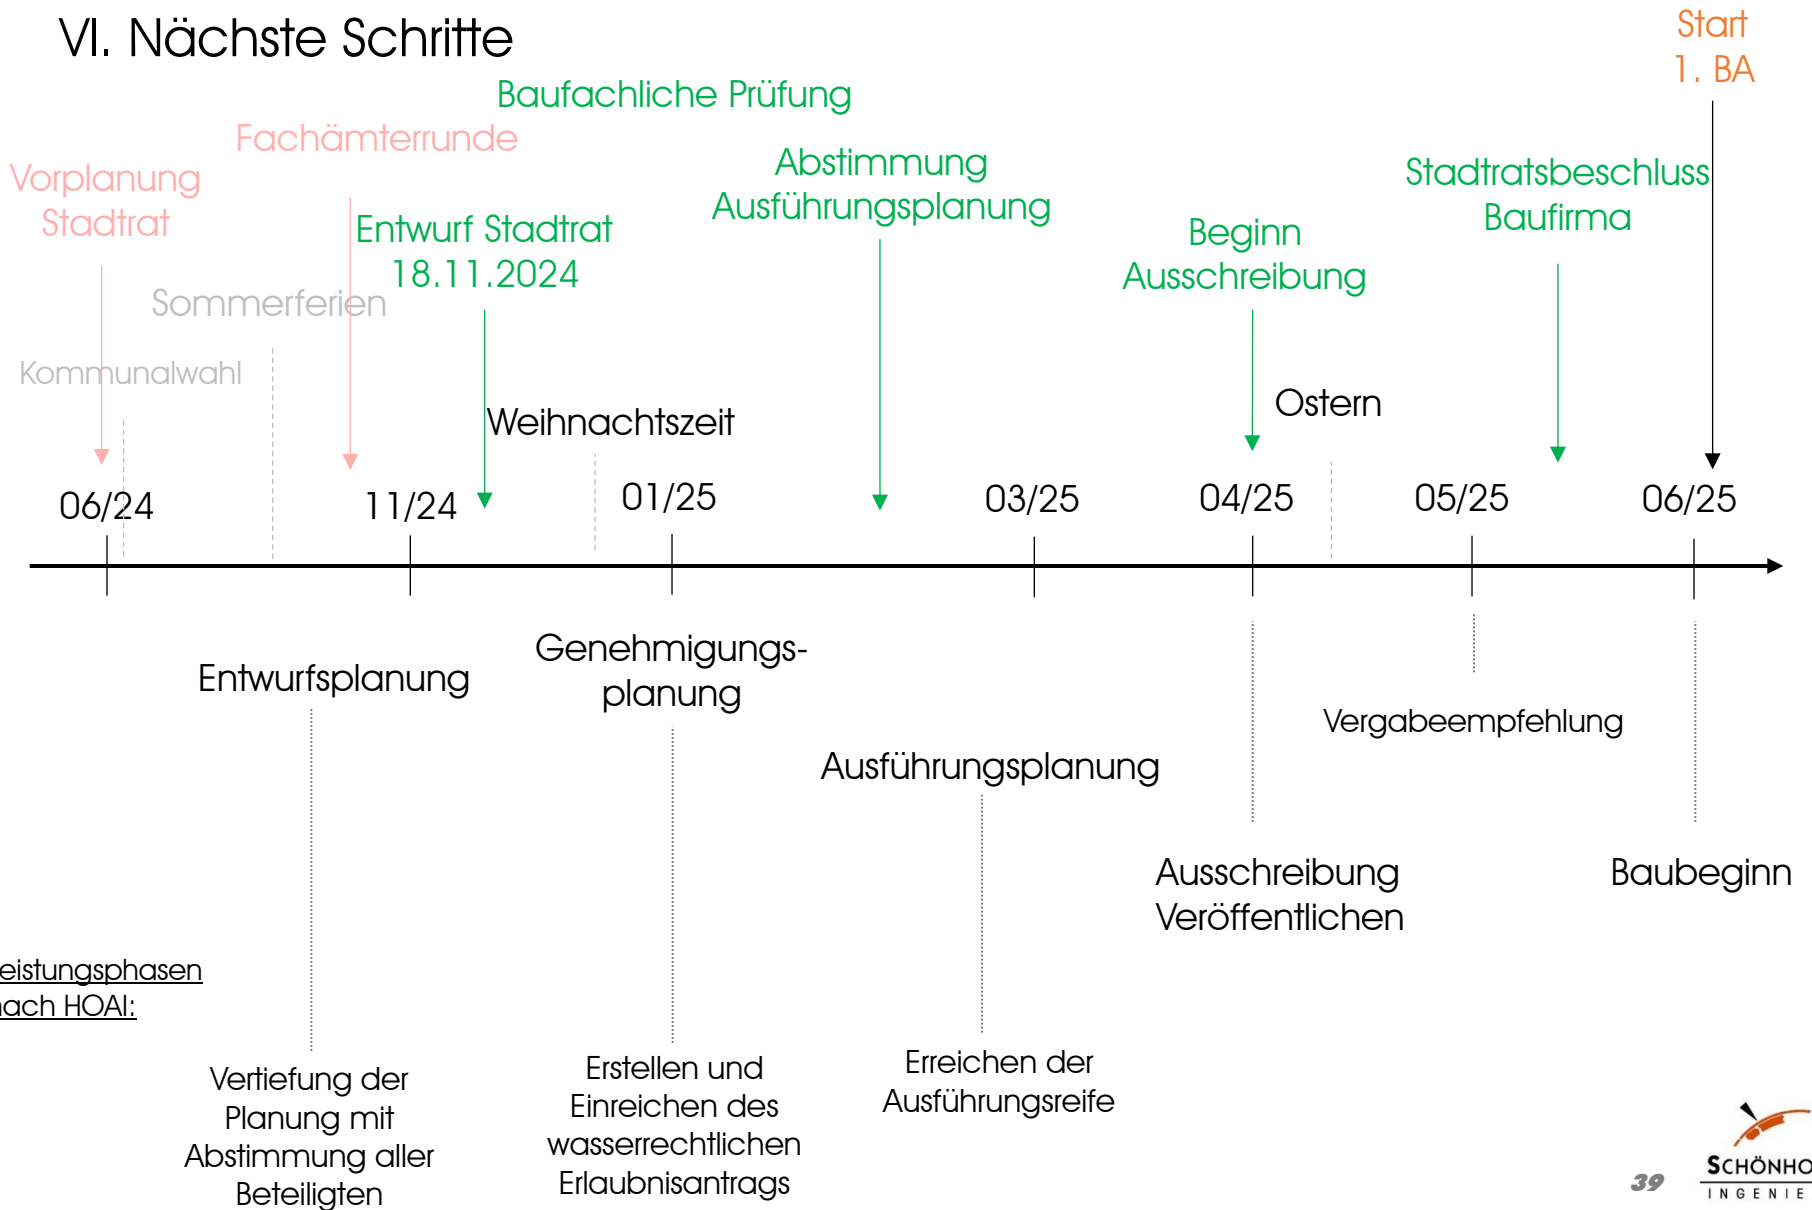 VI. Nächste Schritte
Start
1. BA
Baufachliche Prüfung
Fachämterrunde
Vorplanung
Stadtrat
Abstimmung
Ausführungsplanung
Stadtratsbeschluss
Baufirma
Entwurf Stadtrat
18.11.2024
Beginn
Ausschreibung
Sommerferien
Kommunalwahl
Weihnachtszeit
Ostern
06/24
11/24
01/25
03/25
04/25
05/25
06/25
Entwurfsplanung
Genehmigungs-
planung
Vergabeempfehlung
Ausführungsplanung
Ausschreibung
Veröffentlichen
Baubeginn
eistungsphasen
nach HOAI:
Vertiefung der
Planung mit
Abstimmung aller
Beteiligten
Erstellen und
Einreichen des
wasserrechtlichen
Erlaubnisantrags
Erreichen der
Ausführungsreife
39
SCHÖNHO
INGENIE